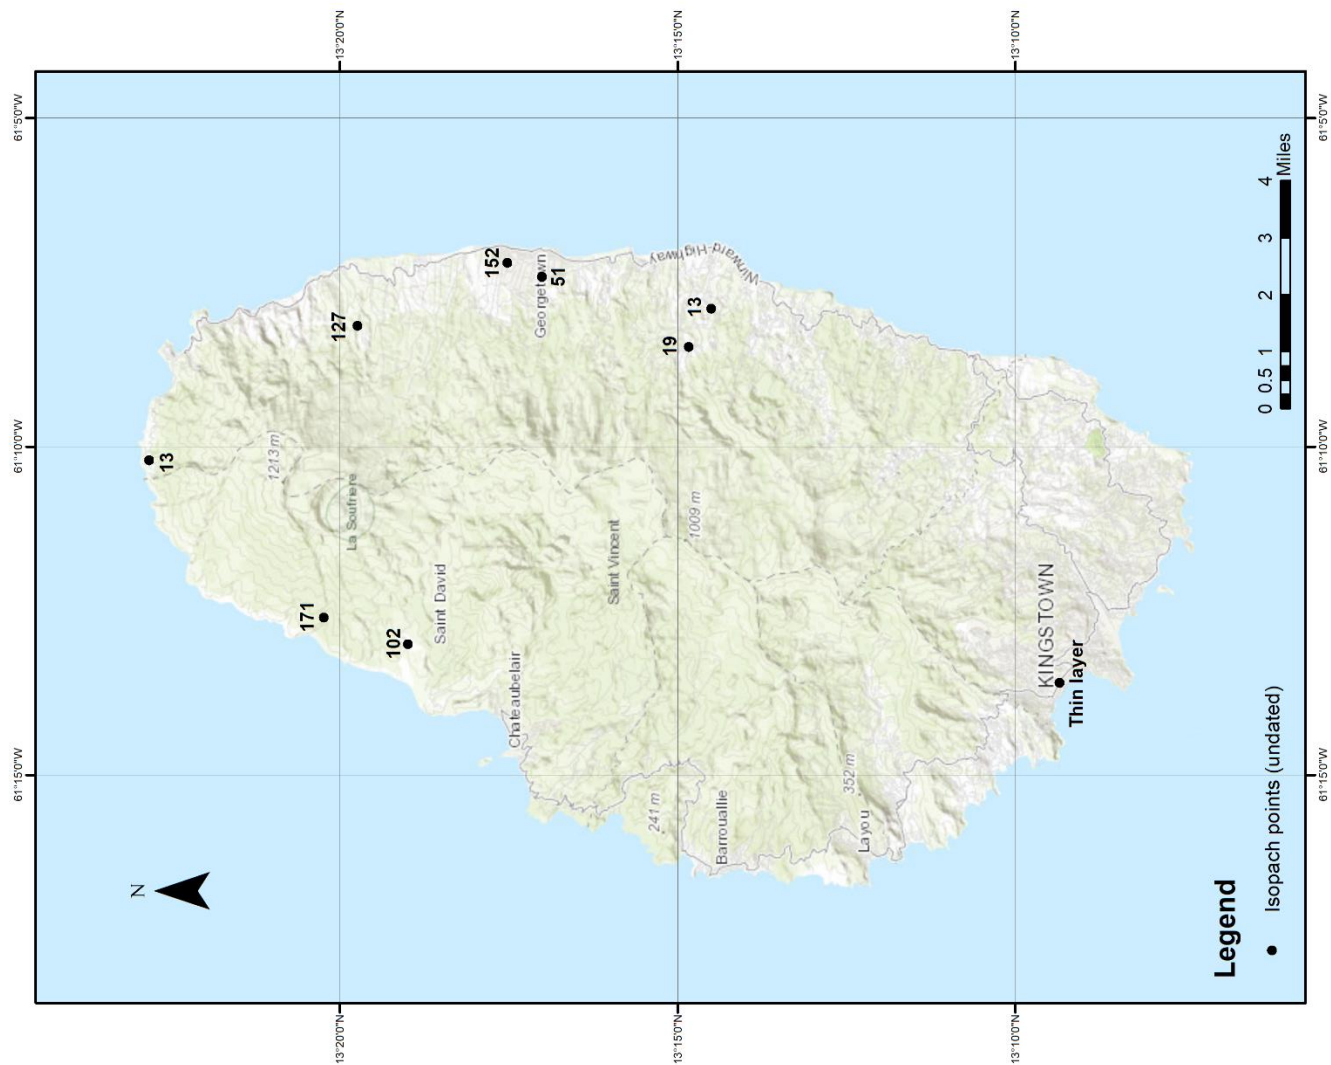 13°20'0"N
13°15'0"N
13°10'0"N
61°5'0"W
61°5'0"W
Winward Highway
152
51
Georgetown
127
13
19
0 0.5 1 2 3 4
Miles
61°10'0"W
61°10'0"W
13
1213m
La Soufriere
1009 m
Saint Vincent
171
102
Saint David
Chateaubelair
KINGSTOWN
Thin layer
61°15'0"W
61°15'0"W
241 m
352 m
Barrouallie
Layou
N
Legend
Isopach points (undated)
13°20'0"N
13°15'0"N
13°10'0"N